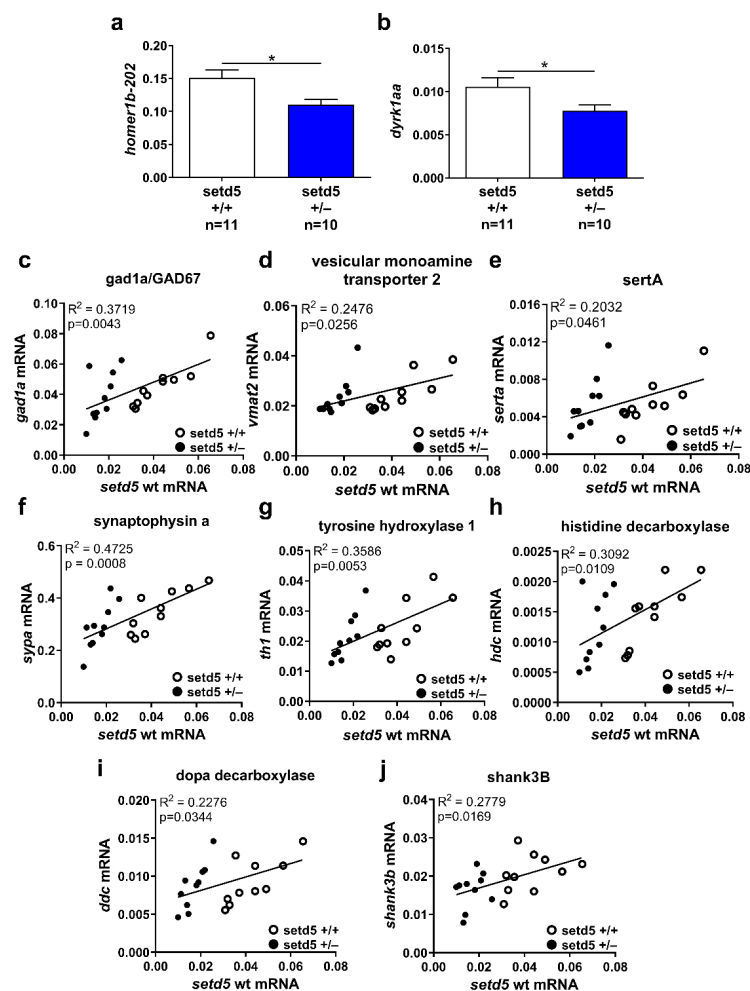 a
homer1b-202
0.20
0.15
0.10
0.05
0.00
*
setd5
+/+
n=11
setd5
+/–
n=10
b
dyrk1aa
0.015
0.010
0.005
0.000
*
setd5
+/+
n=11
setd5
+/–
n=10
c
gad1a/GAD67
R² = 0.3719
p=0.0043
gad1a mRNA
0.10
0.08
0.06
0.04
0.02
0.00
setd5 +/+
setd5 +/–
0.00 0.02 0.04 0.06 0.08
setd5 wt mRNA
d
vesicular monoamine
transporter 2
R² = 0.2476
p=0.0256
vmat2 mRNA
0.06
0.04
0.02
0.00
setd5 +/+
setd5 +/–
0.00 0.02 0.04 0.06 0.08
setd5 wt mRNA
e
sertA
R² = 0.2032
p=0.0461
serta mRNA
0.016
0.012
0.008
0.004
0.000
setd5 +/+
setd5 +/–
0.00 0.02 0.04 0.06 0.08
setd5 wt mRNA
f
synaptophysin a
R² = 0.4725
p = 0.0008
sypa mRNA
0.6
0.4
0.2
0.0
setd5 +/+
setd5 +/–
0.00 0.02 0.04 0.06 0.08
setd5 wt mRNA
g
tyrosine hydroxylase 1
R² = 0.3586
p=0.0053
th1 mRNA
0.05
0.04
0.03
0.02
0.01
0.00
setd5 +/+
setd5 +/–
0.00 0.02 0.04 0.06 0.08
setd5 wt mRNA
h
histidine decarboxylase
R² = 0.3092
p=0.0109
hdc mRNA
0.0025
0.0020
0.0015
0.0010
0.0005
0.0000
setd5 +/+
setd5 +/–
0.00 0.02 0.04 0.06 0.08
setd5 wt mRNA
i
dopa decarboxylase
R² = 0.2276
p=0.0344
ddc mRNA
0.020
0.015
0.010
0.005
0.000
setd5 +/+
setd5 +/–
0.00 0.02 0.04 0.06 0.08
setd5 wt mRNA
j
shank3B
R² = 0.2779
p=0.0169
shank3b mRNA
0.04
0.03
0.02
0.01
0.00
setd5 +/+
setd5 +/–
0.00 0.02 0.04 0.06 0.08
setd5 wt mRNA